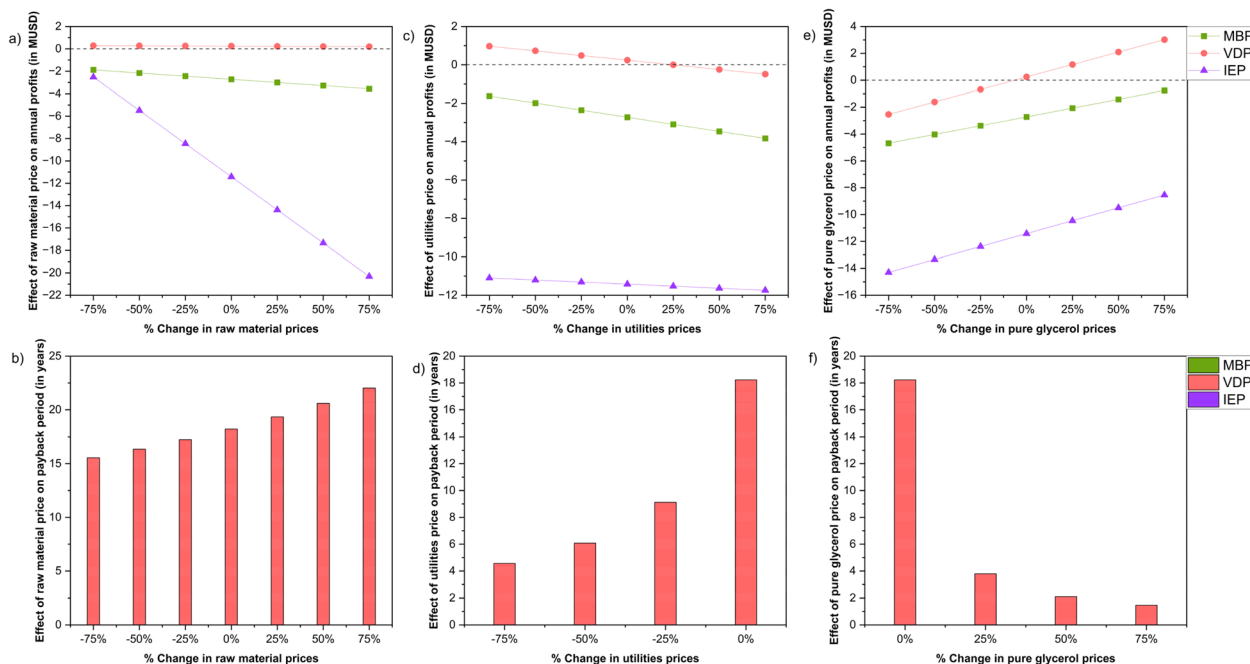 a)
Effect of raw material price on annual profits (in MUSD)
2
0
−2
−4
−6
−8
−10
−12
−14
−16
−18
−20
−22
-75% -50% -25% 0% 25% 50% 75%
% Change in raw material prices
c)
Effect of utilities price on annual profits (in MUSD)
2
0
−2
−4
−6
−8
−10
−12
-75% -50% -25% 0% 25% 50% 75%
% Change in utilities prices
e)
Effect of pure glycerol price on annual profits (in MUSD)
4
2
0
−2
−4
−6
−8
−10
−12
−14
−16
-75% -50% -25% 0% 25% 50% 75%
% Change in pure glycerol prices
MBP
VDP
IEP
b)
Effect of raw material price on payback period (in years)
25
20
15
10
5
0
-75% -50% -25% 0% 25% 50% 75%
% Change in raw material prices
d)
Effect of utilities price on payback period (in years)
20
18
16
14
12
10
8
6
4
2
0
-75% -50% -25% 0%
% Change in utilities prices
f)
Effect of pure glycerol price on payback period (in years)
20
18
16
14
12
10
8
6
4
2
0
0% 25% 50% 75%
% Change in pure glycerol prices
MBP
VDP
IEP